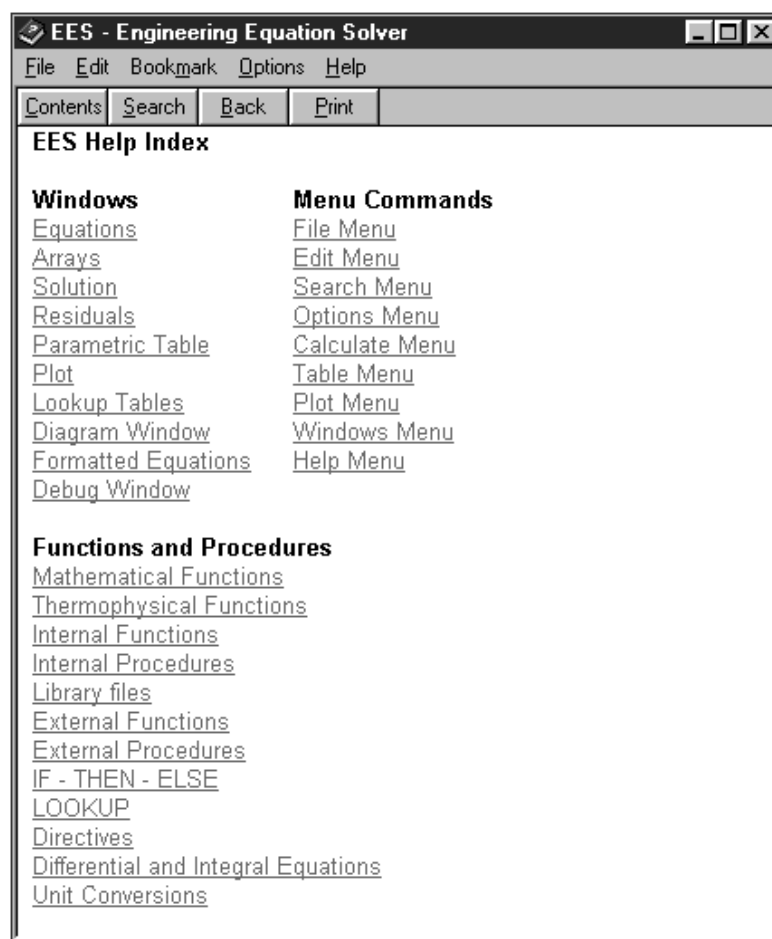 EES - Engineering Equation Solver
File Edit Bookmark Options Help
Contents Search Back Print
EES Help Index
Windows
Equations
Arrays
Solution
Residuals
Parametric Table
Plot
Lookup Tables
Diagram Window
Formatted Equations
Debug Window
Menu Commands
File Menu
Edit Menu
Search Menu
Options Menu
Calculate Menu
Table Menu
Plot Menu
Windows Menu
Help Menu
Functions and Procedures
Mathematical Functions
Thermophysical Functions
Internal Functions
Internal Procedures
Library files
External Functions
External Procedures
IF - THEN - ELSE
LOOKUP
Directives
Differential and Integral Equations
Unit Conversions